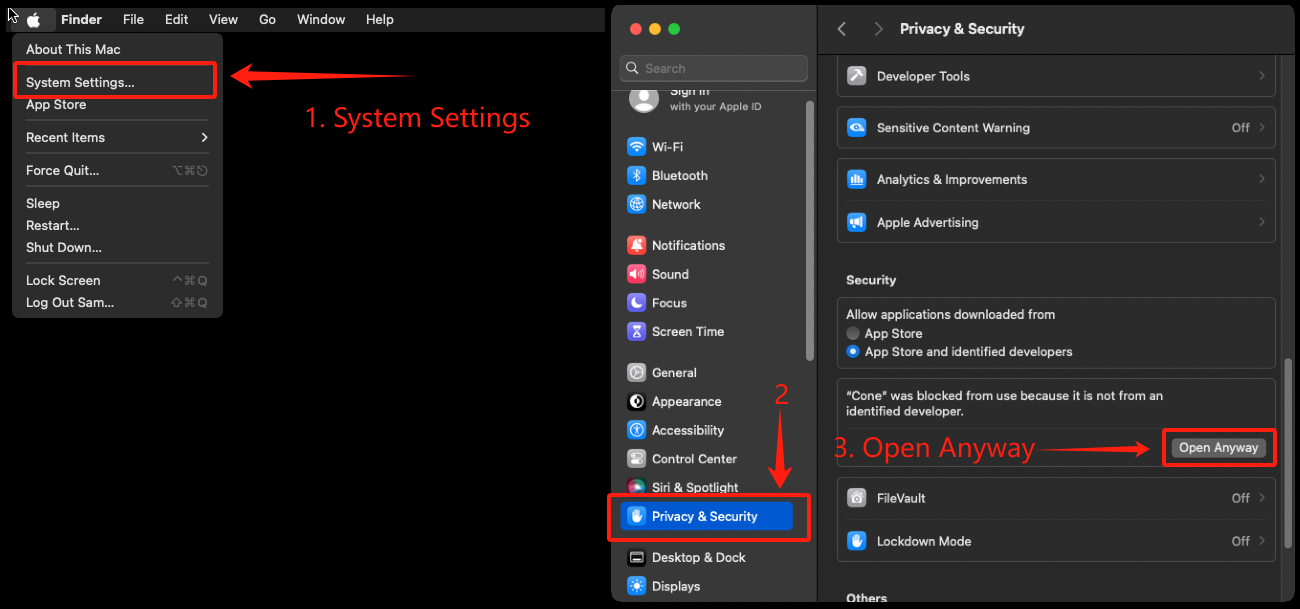 Finder File Edit View Go Window Help
About This Mac
System Settings...
App Store
Recent Items
Force Quit... ⌥⌘⎋
Sleep
Restart...
Shut Down...
Lock Screen ^⌘Q
Log Out Sam... ⇧⌘Q
1. System Settings
Search
Sign in
with your Apple ID
Wi-Fi
Bluetooth
Network
Notifications
Sound
Focus
Screen Time
General
Appearance
Accessibility
Control Center
Siri & Spotlight
Privacy & Security
Desktop & Dock
Displays
2
Privacy & Security
Developer Tools
Sensitive Content Warning Off
Analytics & Improvements
Apple Advertising
Security
Allow applications downloaded from
App Store
App Store and identified developers
“Cone” was blocked from use because it is not from an
identified developer.
3. Open Anyway
Open Anyway
FileVault Off
Lockdown Mode Off
Others